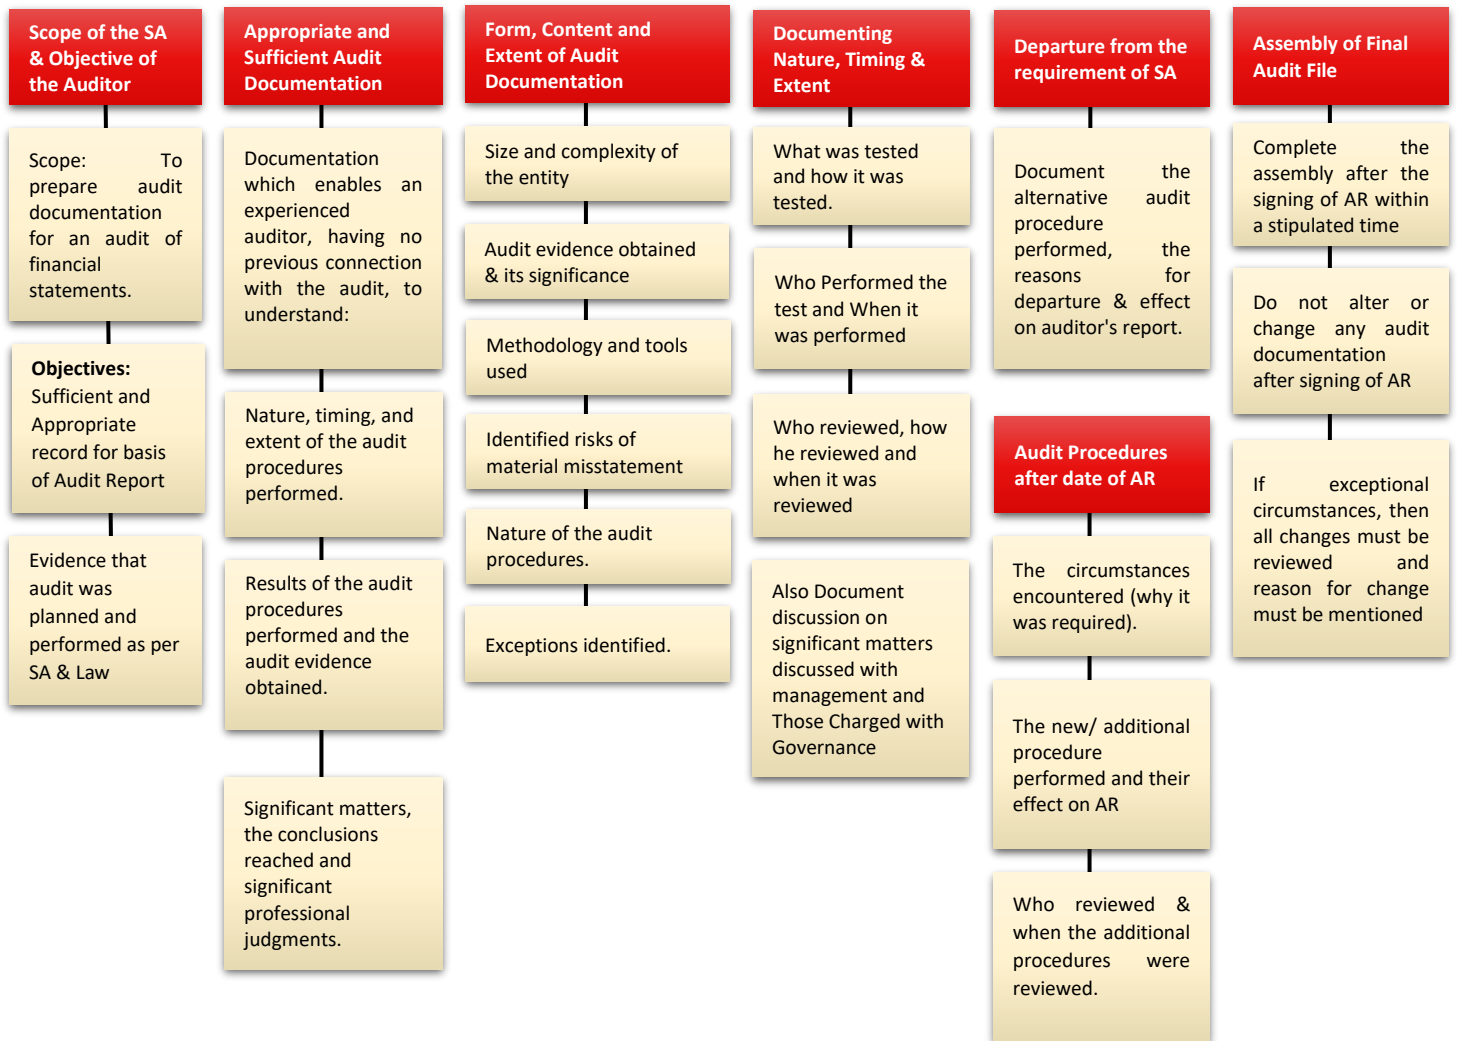 Scope of the SA
& Objective of
the Auditor
Scope: To
prepare audit
documentation
for an audit of
financial
statements.
Objectives:
Sufficient and
Appropriate
record for basis
of Audit Report
Evidence that
audit was
planned and
performed as per
SA & Law
Appropriate and
Sufficient Audit
Documentation
Documentation
which enables an
experienced
auditor, having no
previous connection
with the audit, to
understand:
Nature, timing, and
extent of the audit
procedures
performed.
Results of the audit
procedures
performed and the
audit evidence
obtained.
Significant matters,
the conclusions
reached and
significant
professional
judgments.
Form, Content and
Extent of Audit
Documentation
Size and complexity of
the entity
Audit evidence obtained
& its significance
Methodology and tools
used
Identified risks of
material misstatement
Nature of the audit
procedures.
Exceptions identified.
Documenting
Nature, Timing &
Extent
What was tested
and how it was
tested.
Who Performed the
test and When it
was performed
Who reviewed, how
he reviewed and
when it was
reviewed
Also Document
discussion on
significant matters
discussed with
management and
Those Charged with
Governance
Departure from the
requirement of SA
Document the
alternative audit
procedure
performed, the
reasons for
departure & effect
on auditor's report.
Audit Procedures
after date of AR
The circumstances
encountered (why it
was required).
The new/ additional
procedure
performed and their
effect on AR
Who reviewed &
when the additional
procedures were
reviewed.
Assembly of Final
Audit File
Complete the
assembly after the
signing of AR within
a stipulated time
Do not alter or
change any audit
documentation
after signing of AR
If exceptional
circumstances, then
all changes must be
reviewed and
reason for change
must be mentioned